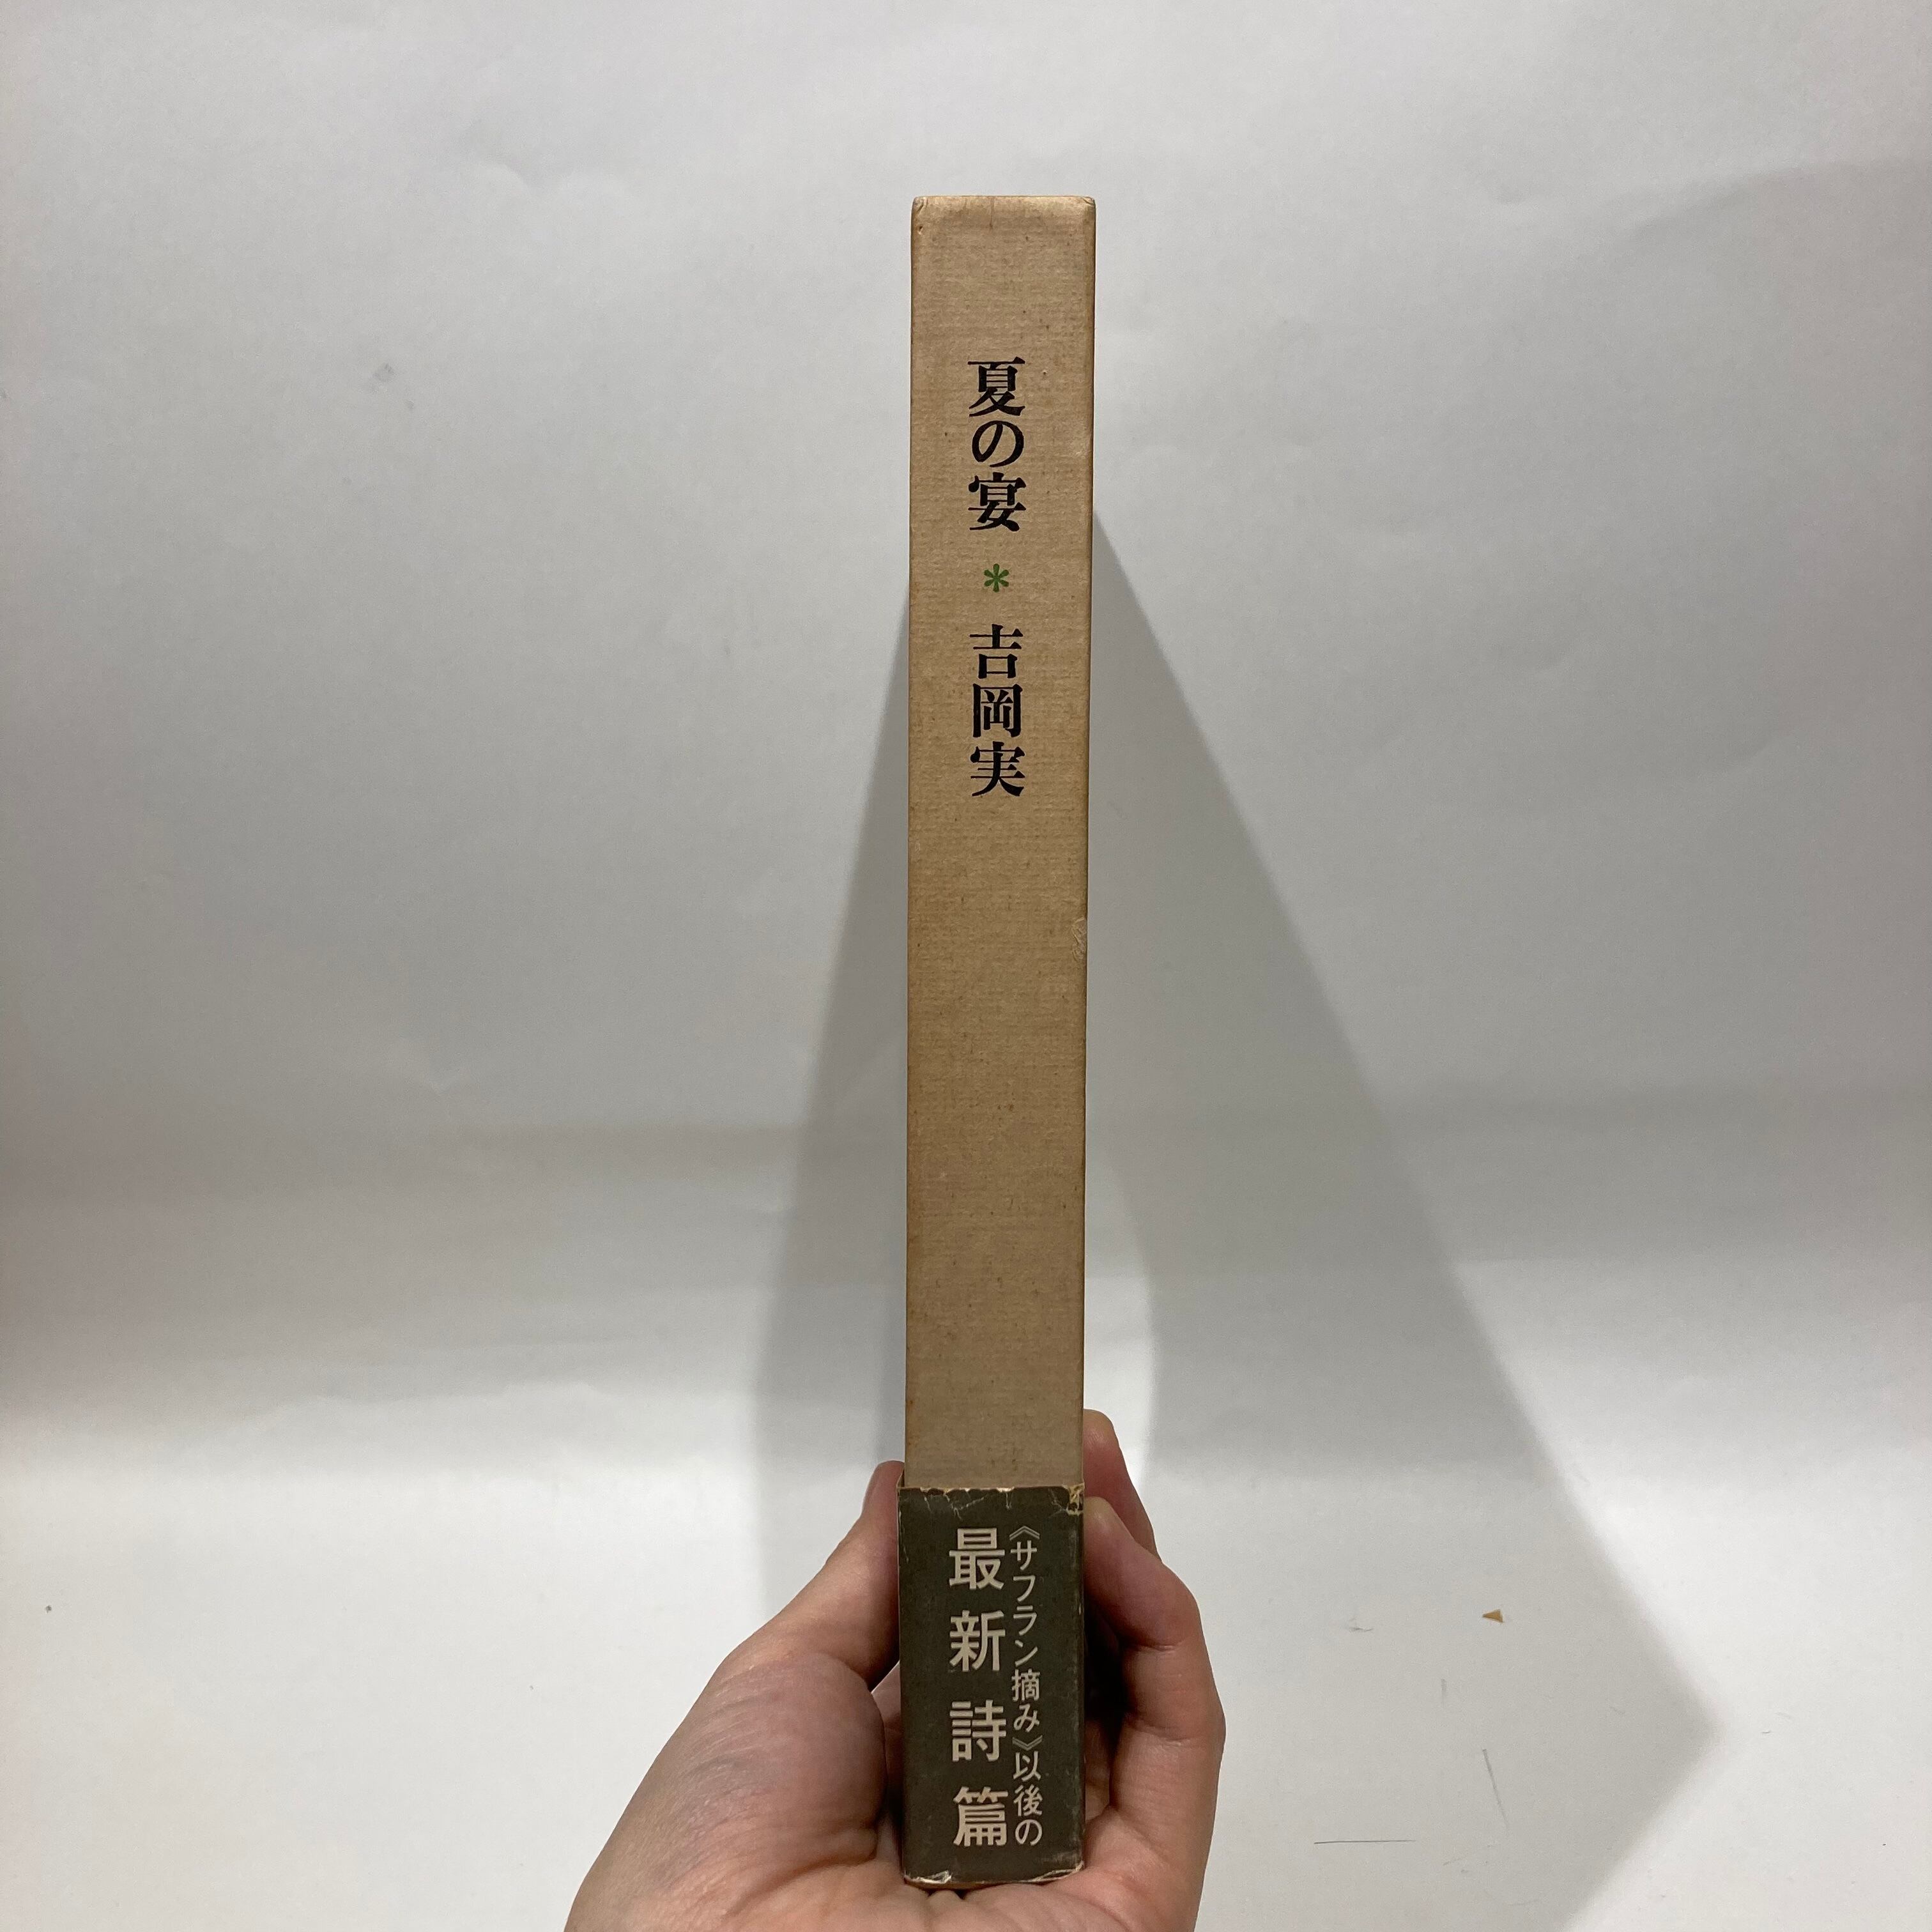 夏の宴 * 吉岡実
《サフラン摘み》以後の
最新詩篇